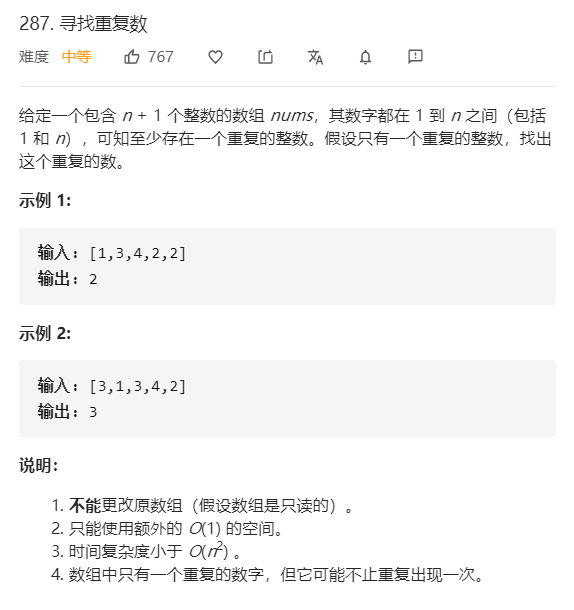 287. 寻找重复数
难度 中等 767
给定一个包含 n + 1 个整数的数组 nums，其数字都在 1 到 n 之间（包括
1 和 n），可知至少存在一个重复的整数。假设只有一个重复的整数，找出
这个重复的数。
示例 1:
输入: [1,3,4,2,2]
输出: 2
示例 2:
输入: [3,1,3,4,2]
输出: 3
说明：
1. 不能更改原数组（假设数组是只读的）。
2. 只能使用额外的 O(1) 的空间。
3. 时间复杂度小于 O(n²) 。
4. 数组中只有一个重复的数字，但它可能不止重复出现一次。